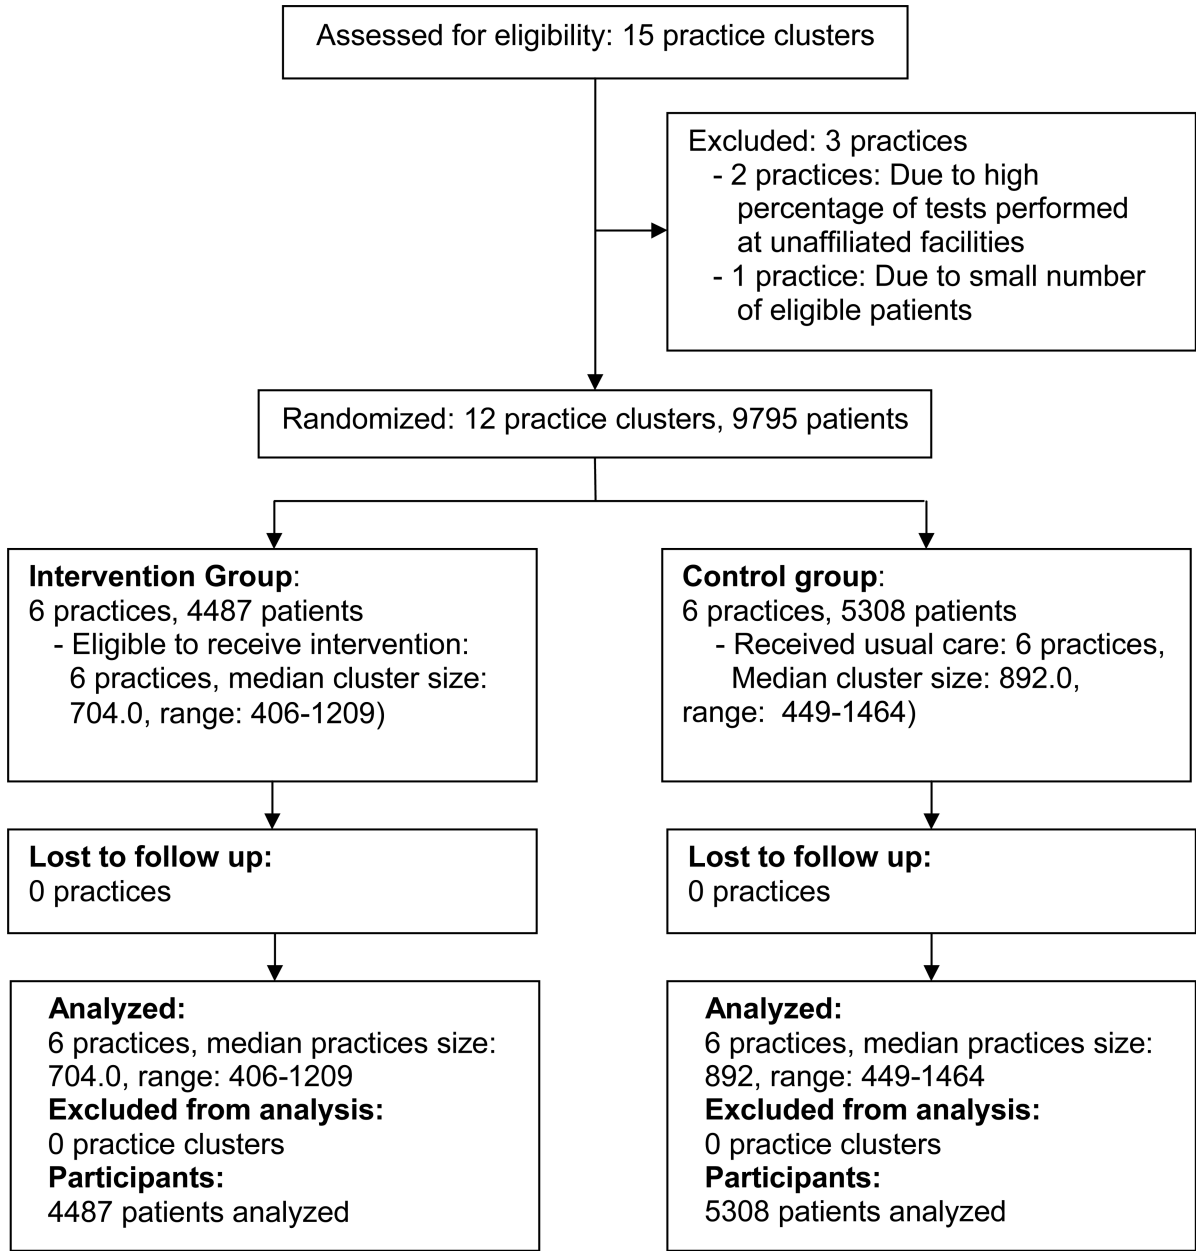 Assessed for eligibility: 15 practice clusters
Excluded: 3 practices
- 2 practices: Due to high
percentage of tests performed
at unaffiliated facilities
- 1 practice: Due to small number
of eligible patients
Randomized: 12 practice clusters, 9795 patients
Intervention Group:
6 practices, 4487 patients
- Eligible to receive intervention:
6 practices, median cluster size:
704.0, range: 406-1209)
Control group:
6 practices, 5308 patients
- Received usual care: 6 practices,
Median cluster size: 892.0,
range:  449-1464)
Lost to follow up:
0 practices
Lost to follow up:
0 practices
Analyzed:
6 practices, median practices size:
704.0, range: 406-1209
Excluded from analysis:
0 practice clusters
Participants:
4487 patients analyzed
Analyzed:
6 practices, median practices size:
892, range: 449-1464
Excluded from analysis:
0 practice clusters
Participants:
5308 patients analyzed